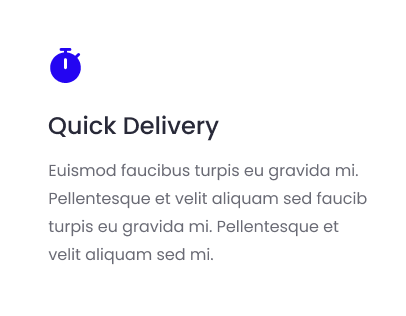 Quick Delivery
Euismod faucibus turpis eu gravida mi.
Pellentesque et velit aliquam sed faucib
turpis eu gravida mi. Pellentesque et
velit aliquam sed mi.